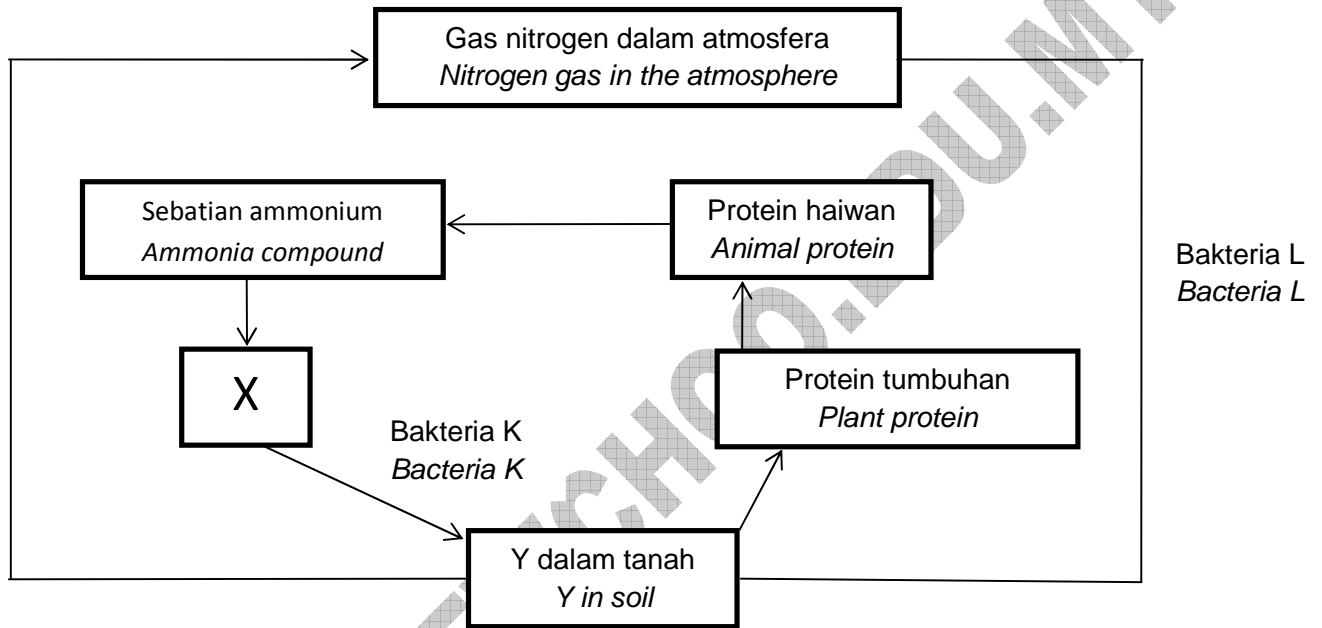 Gas nitrogen dalam atmosfera
Nitrogen gas in the atmosphere
Sebatian ammonium
Ammonia compound
Protein haiwan
Animal protein
Bakteria L
Bacteria L
X
Protein tumbuhan
Plant protein
Bakteria K
Bacteria K
Y dalam tanah
Y in soil